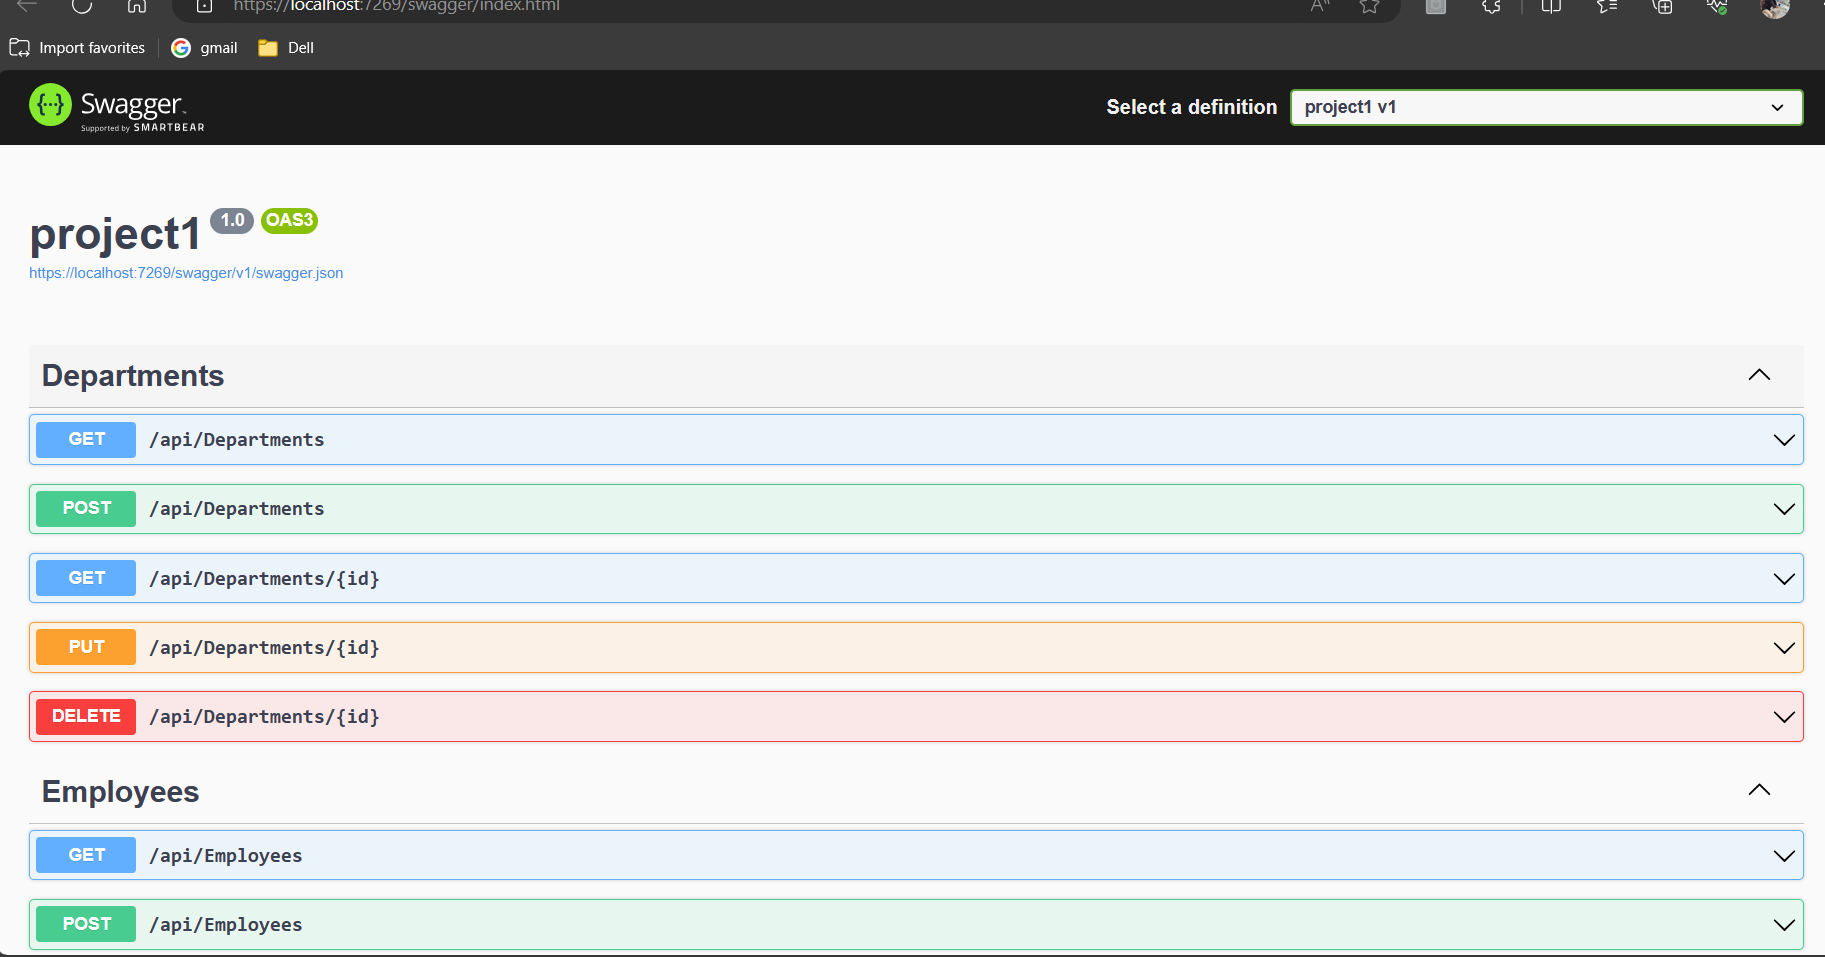 https://localhost:7269/swagger/index.html
Import favorites gmail Dell
Swagger
Supported by SMARTBEAR
Select a definition project1 v1
project1 1.0 OAS3
https://localhost:7269/swagger/v1/swagger.json
Departments
GET /api/Departments
POST /api/Departments
GET /api/Departments/{id}
PUT /api/Departments/{id}
DELETE /api/Departments/{id}
Employees
GET /api/Employees
POST /api/Employees